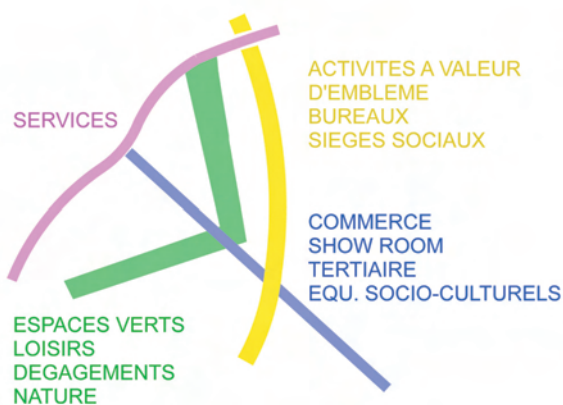 SERVICES
ACTIVITES A VALEUR
D'EMBLEME
BUREAUX
SIEGES SOCIAUX
COMMERCE
SHOW ROOM
TERTIAIRE
EQU. SOCIO-CULTURELS
ESPACES VERTS
LOISIRS
DEGAGEMENTS
NATURE